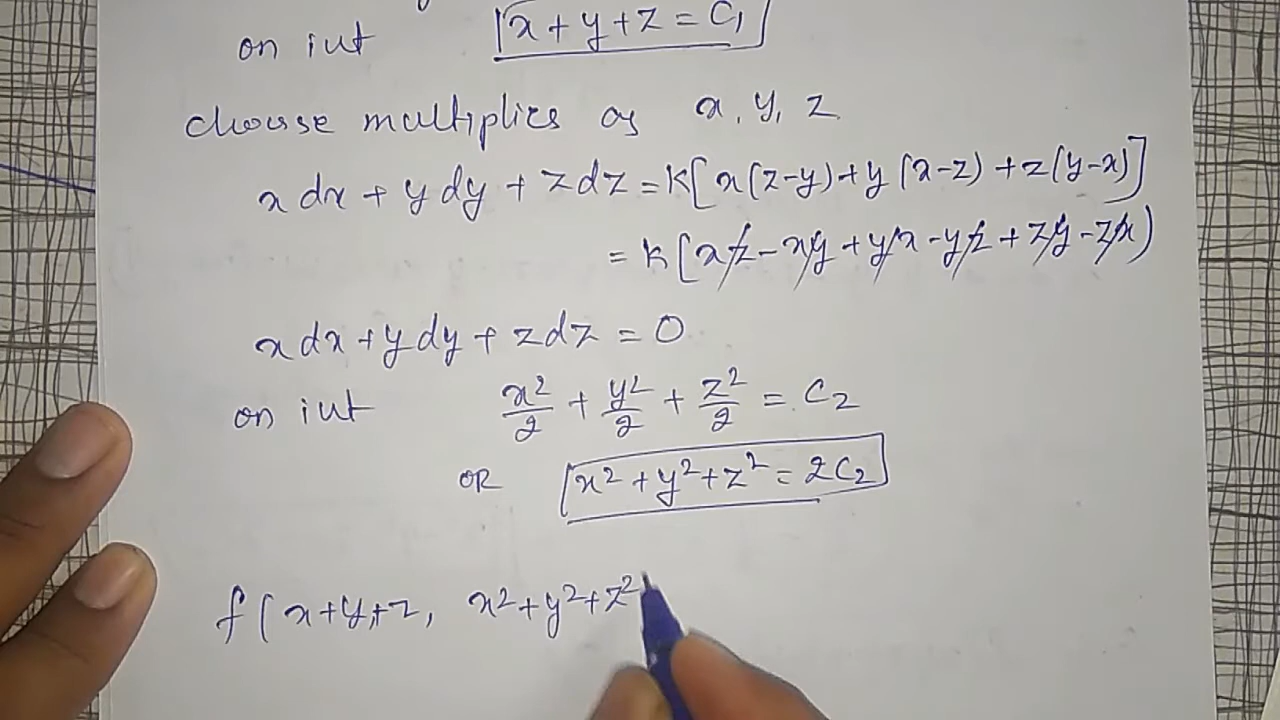 on int x + y + z = C₁
choose multiplies as x, y, z
x dx + y dy + z dz = k[ x(z-y) + y (x-z) + z(y-x)]
= k [xz - xy + yx - yz + zy - zx)
x dx + y dy + z dz = 0
on int x²/2 + y²/2 + z²/2 = C₂
OR x² + y² + z² = 2C₂
f( x+y+z, x²+y²+z²